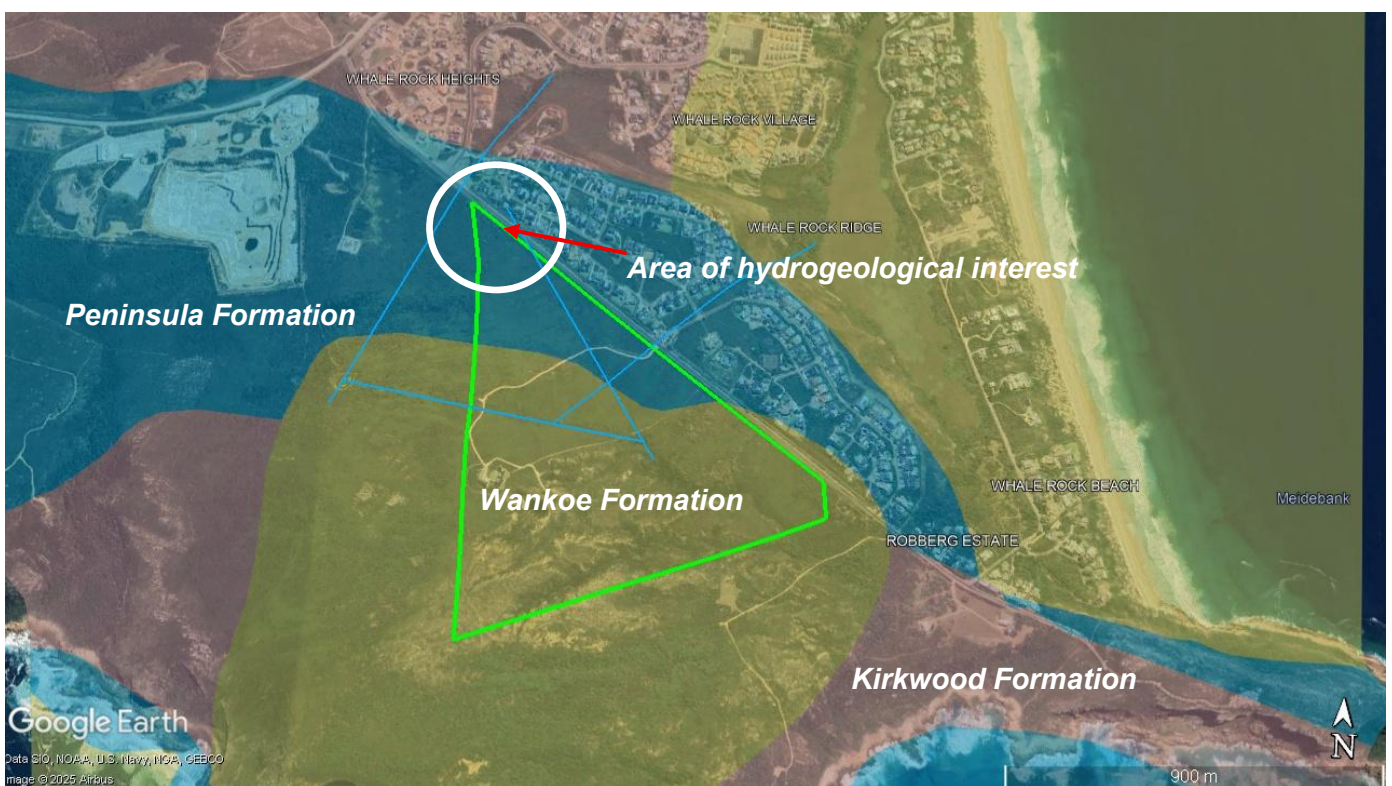 WHALE ROCK HEIGHTS
WHALE ROCK VILLAGE
WHALE ROCK RIDGE
Area of hydrogeological interest
Peninsula Formation
Wankoe Formation
WHALE ROCK BEACH
Meidebank
ROBBERG ESTATE
Kirkwood Formation
Google Earth
Data SIO, NOAA, U.S. Navy, NGA, GEBCO
Image © 2025 Airbus
900 m
N